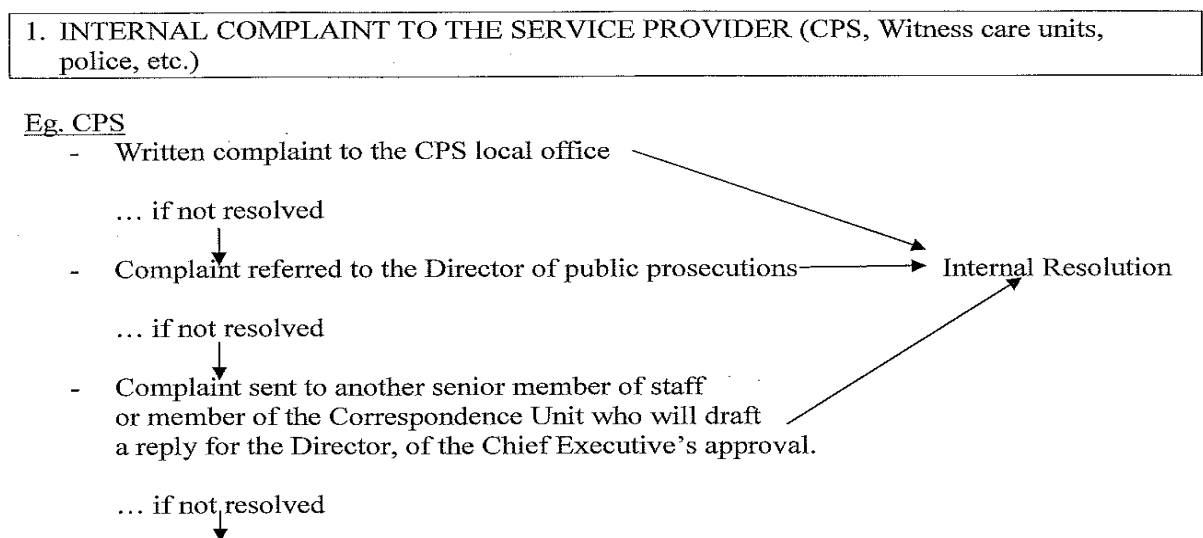 1. INTERNAL COMPLAINT TO THE SERVICE PROVIDER (CPS, Witness care units,
police, etc.)
Eg. CPS
- Written complaint to the CPS local office
... if not resolved
- Complaint referred to the Director of public prosecutions
Internal Resolution
... if not resolved
- Complaint sent to another senior member of staff
or member of the Correspondence Unit who will draft
a reply for the Director, of the Chief Executive's approval.
... if not resolved